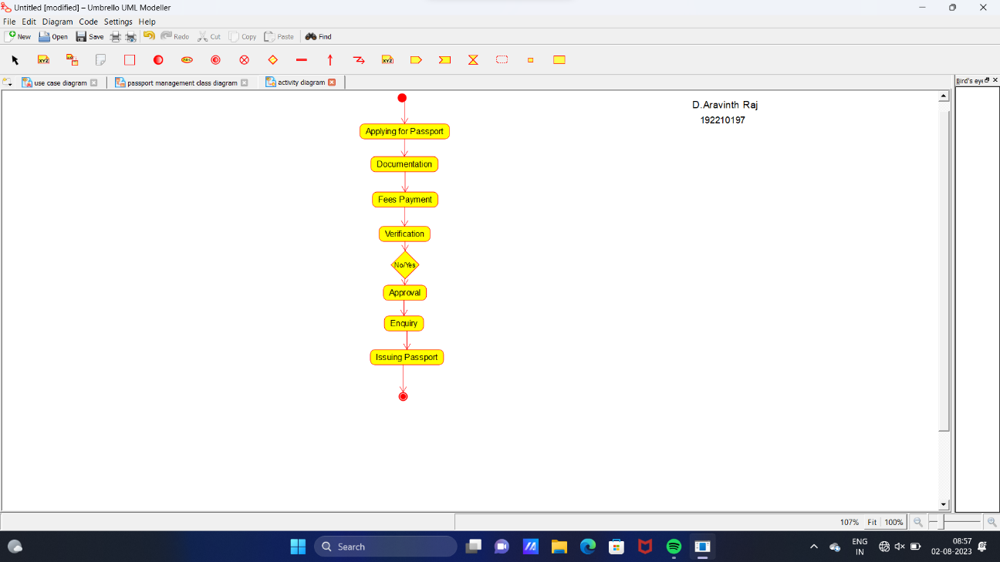 Untitled [modified] – Umbrello UML Modeller
File Edit Diagram Code Settings Help
New Open Save Redo Cut Copy Paste Find
XYZ ABC XYZ
use case diagram passport management class diagram activity diagram
Bird's eye
D.Aravinth Raj
192210197
Applying for Passport
Documentation
Fees Payment
Verification
No/Yes
Approval
Enquiry
Issuing Passport
107% Fit 100%
Search
ENG
IN
08:57
02-08-2023